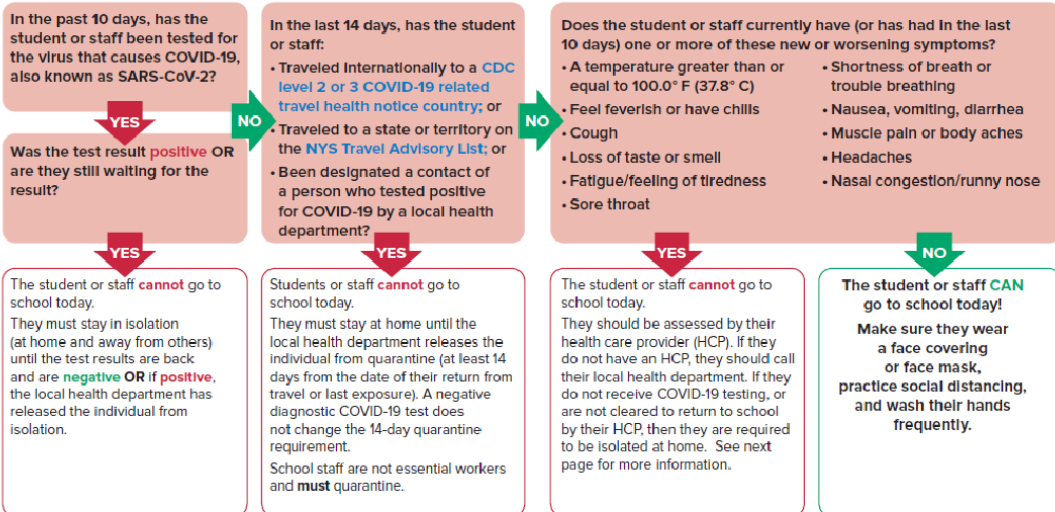 In the past 10 days, has the
student or staff been tested for
the virus that causes COVID-19,
also known as SARS-CoV-2?
YES
Was the test result positive OR
are they still waiting for the
result?
YES
The student or staff cannot go to
school today.
They must stay in isolation
(at home and away from others)
until the test results are back
and are negative OR if positive,
the local health department has
released the individual from
isolation.
NO
In the last 14 days, has the student
or staff:
• Traveled internationally to a CDC
level 2 or 3 COVID-19 related
travel health notice country; or
• Traveled to a state or territory on
the NYS Travel Advisory List; or
• Been designated a contact of
a person who tested positive
for COVID-19 by a local health
department?
YES
Students or staff cannot go to
school today.
They must stay at home until the
local health department releases the
individual from quarantine (at least 14
days from the date of their return from
travel or last exposure). A negative
diagnostic COVID-19 test does
not change the 14-day quarantine
requirement.
School staff are not essential workers
and must quarantine.
NO
Does the student or staff currently have (or has had in the last
10 days) one or more of these new or worsening symptoms?
• A temperature greater than or
equal to 100.0° F (37.8° C)
• Feel feverish or have chills
• Cough
• Loss of taste or smell
• Fatigue/feeling of tiredness
• Sore throat
• Shortness of breath or
trouble breathing
• Nausea, vomiting, diarrhea
• Muscle pain or body aches
• Headaches
• Nasal congestion/runny nose
YES
The student or staff cannot go to
school today.
They should be assessed by their
health care provider (HCP). If they
do not have an HCP, they should call
their local health department. If they
do not receive COVID-19 testing, or
are not cleared to return to school
by their HCP, then they are required
to be isolated at home. See next
page for more information.
NO
The student or staff CAN
go to school today!
Make sure they wear
a face covering
or face mask,
practice social distancing,
and wash their hands
frequently.